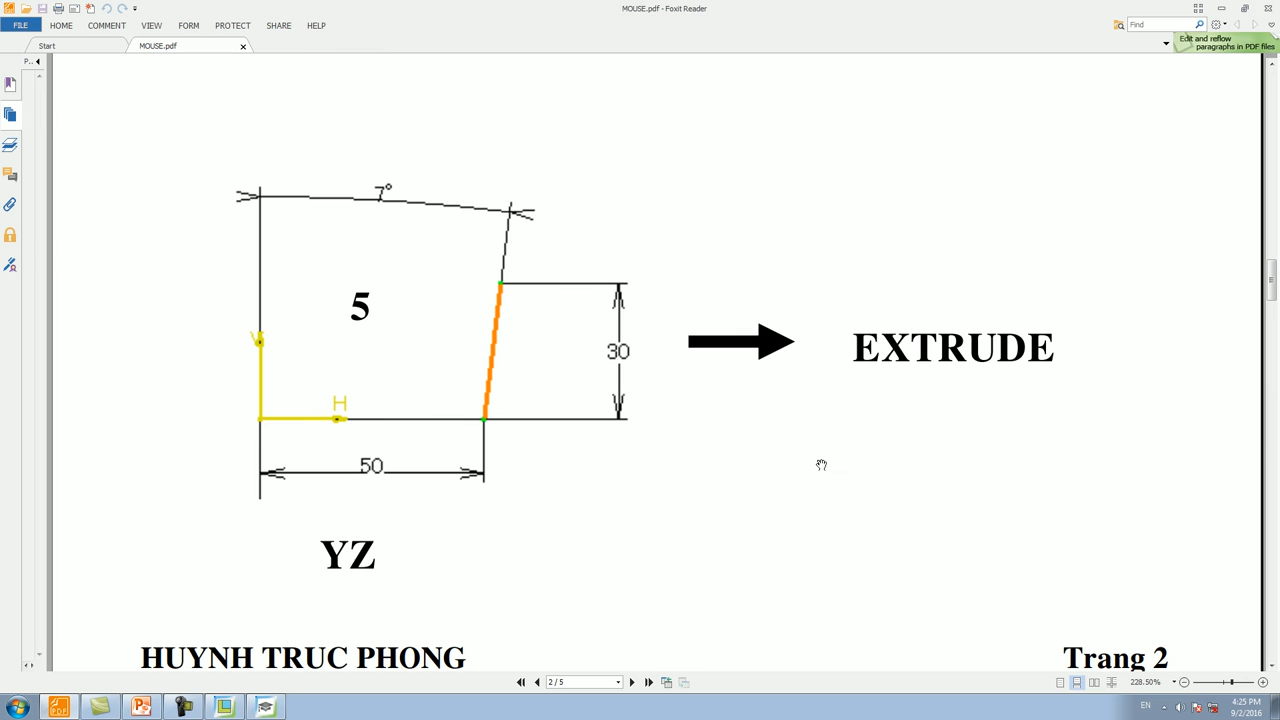 MOUSE.pdf - Foxit Reader
FILE HOME COMMENT VIEW FORM PROTECT SHARE HELP
Find
Start MOUSE.pdf
Edit and reflow
paragraphs in PDF files
P..
7°
5
30
EXTRUDE
V
H
50
YZ
HUYNH TRUC PHONG Trang 2
2 / 5
228.50%
PDF
EN
4:25 PM
9/2/2016